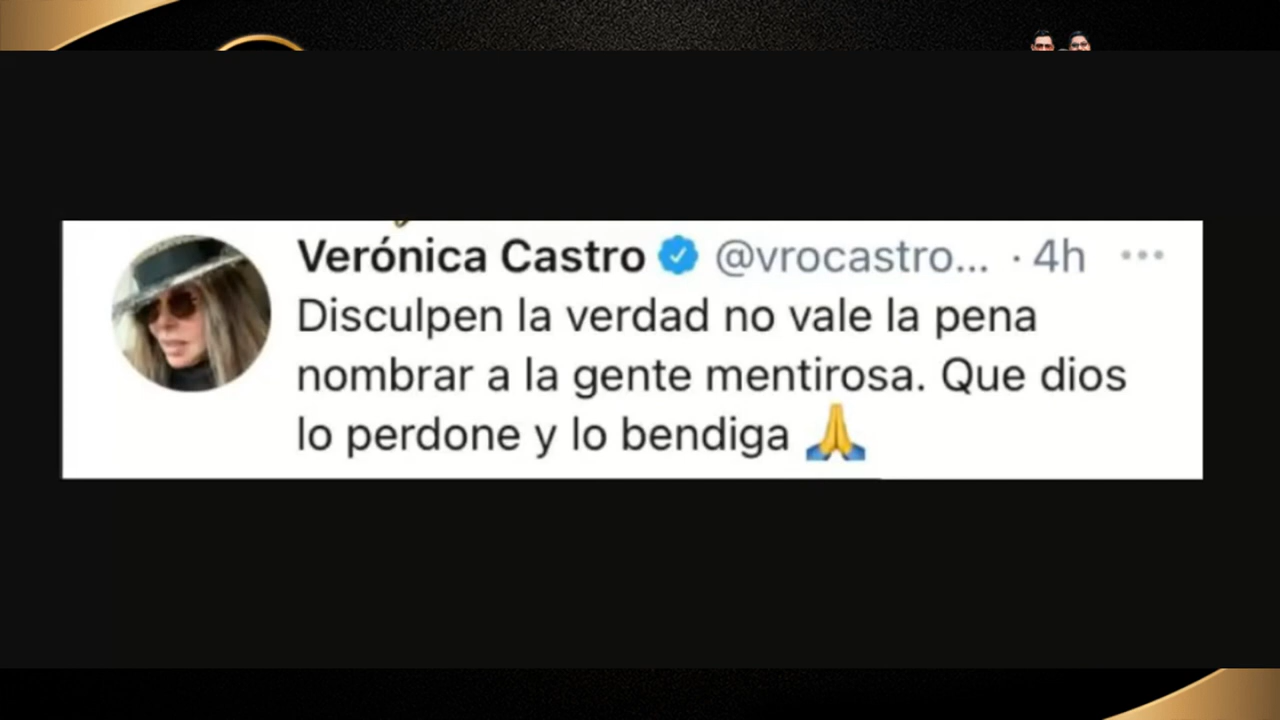 Verónica Castro @vrocastro... · 4h ···
Disculpen la verdad no vale la pena
nombrar a la gente mentirosa. Que dios
lo perdone y lo bendiga 🙏